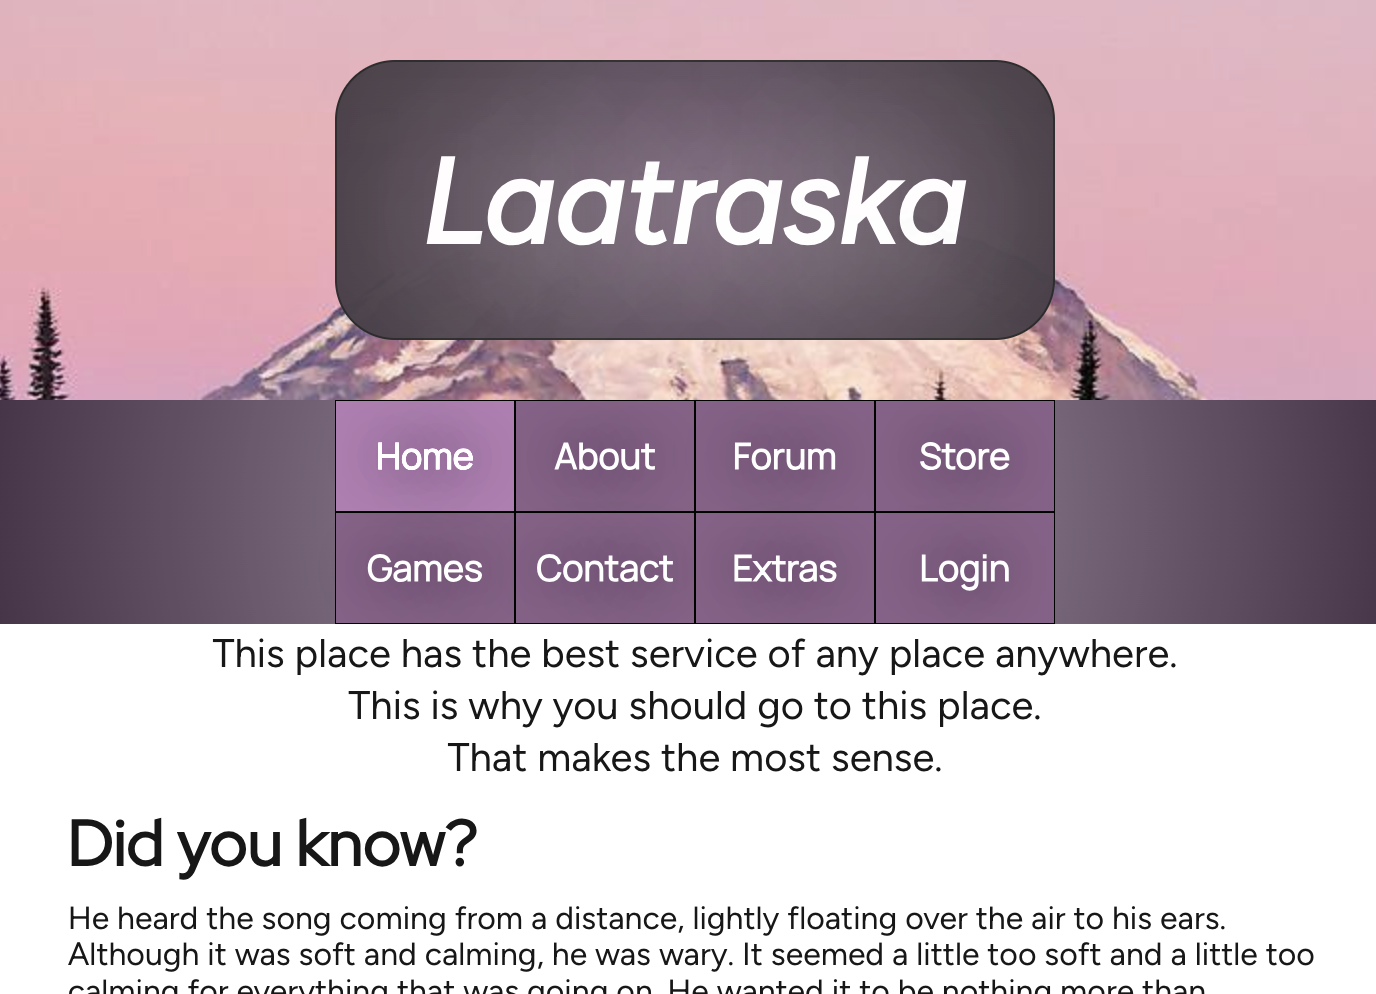 Laatraska
Home About Forum Store
Games Contact Extras Login
This place has the best service of any place anywhere.
This is why you should go to this place.
That makes the most sense.
Did you know?
He heard the song coming from a distance, lightly floating over the air to his ears.
Although it was soft and calming, he was wary. It seemed a little too soft and a little too
calming for everything that was going on. He wanted it to be nothing more than